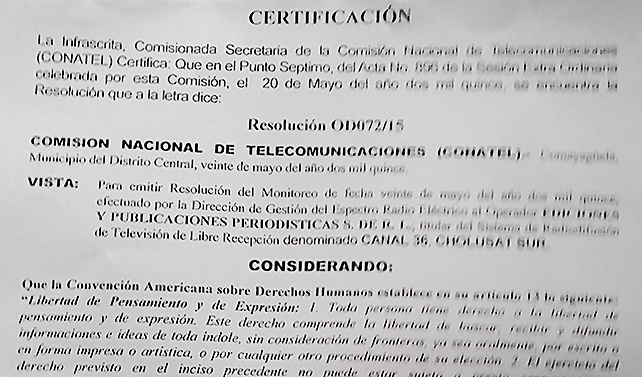 CERTIFICACIÓN
La Infrascrita, Comisionada Secretaria de la Comisión Nacional de Telecomunicaciones
(CONATEL) Certifica: Que en el Punto Septimo, del Acta No. de la Sesión Extra Ordinaria
celebrada por esta Comisión, el 20 de Mayo del año dos mil quince, se encuentra la
Resolución que a la letra dice:
Resolución OD072/15
COMISION NACIONAL DE TELECOMUNICACIONES (CONATEL).- Comayagüela,
Municipio del Distrito Central, veinte de mayo del año dos mil quince.
VISTA: Para emitir Resolución del Monitoreo de fecha veinte de mayo del año dos mil quince,
efectuado por la Dirección de Gestión del Espectro Radio Eléctrico al Operador EDICIONES
Y PUBLICACIONES PERIODISTICAS S. DE R. L., titular del Sistema de Radiodifusión
de Televisión de Libre Recepción denominado CANAL 36, CHOLUSAT SUR.
CONSIDERANDO:
Que la Convención Americana sobre Derechos Humanos establece en su artículo 13 lo siguiente:
"Libertad de Pensamiento y de Expresión: 1. Toda persona tiene derecho a la libertad de
pensamiento y de expresión. Este derecho comprende la libertad de buscar, recibir y difundir
informaciones e ideas de toda índole, sin consideración de fronteras, ya sea oralmente, por escrito o
en forma impresa o artística, o por cualquier otro procedimiento de su elección. 2. El ejercicio del
derecho previsto en el inciso precedente no puede estar sujeto a previa censura